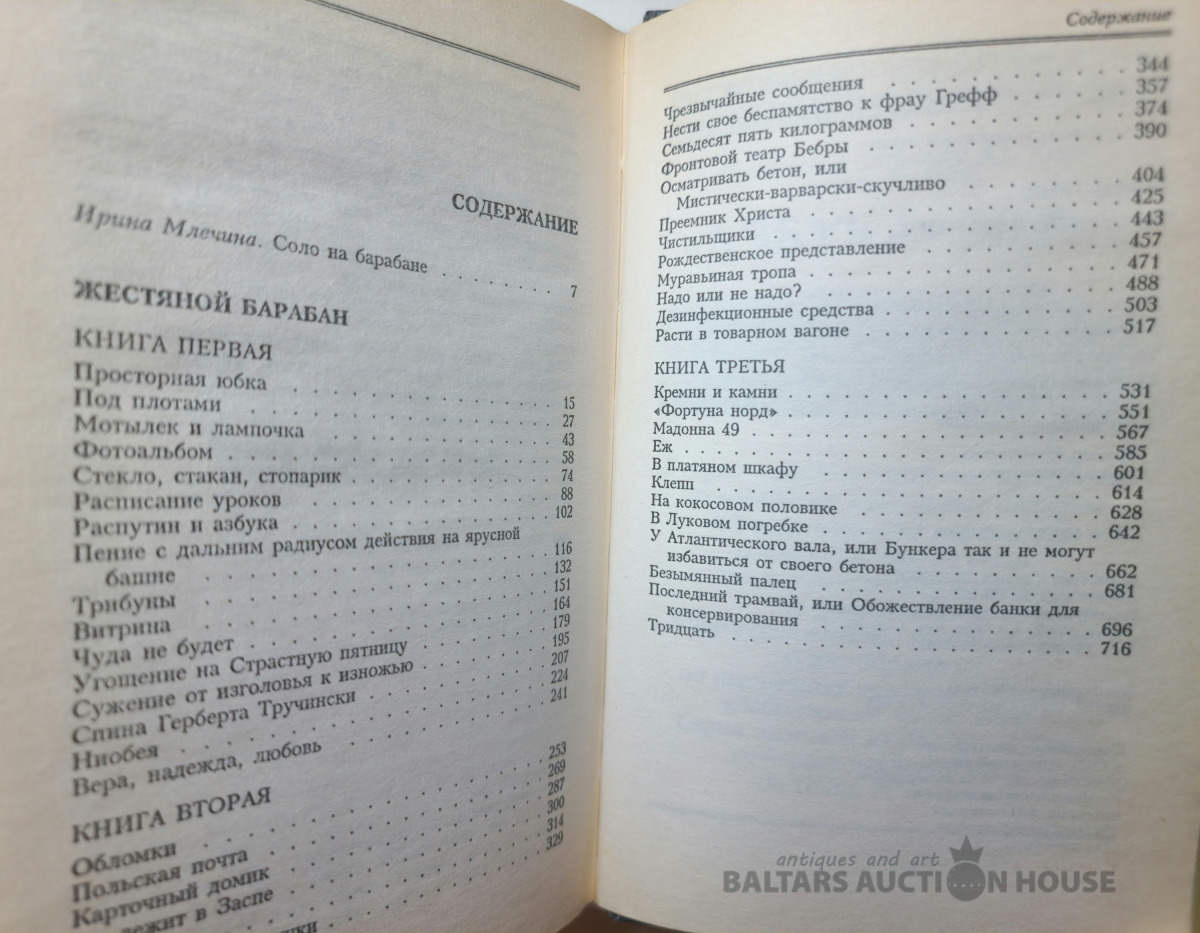 СОДЕРЖАНИЕ
Ирина Млечина. Соло на барабане . . . . . . . 7
ЖЕСТЯНОЙ БАРАБАН
КНИГА ПЕРВАЯ
Просторная юбка . . . . . . . 15
Под плотами . . . . . . . 27
Мотылек и лампочка . . . . . . . 43
Фотоальбом . . . . . . . 58
Стекло, стакан, стопарик . . . . . . . 74
Расписание уроков . . . . . . . 88
Распутин и азбука . . . . . . . 102
Пение с дальним радиусом действия на ярусной
башне . . . . . . . 116
Трибуны . . . . . . . 132
Витрина . . . . . . . 151
Чуда не будет . . . . . . . 164
Угощение на Страстную пятницу . . . . . . . 179
Сужение от изголовья к изножью . . . . . . . 195
Спина Герберта Тручински . . . . . . . 207
Ниобея . . . . . . . 224
Вера, надежда, любовь . . . . . . . 241
КНИГА ВТОРАЯ
Обломки . . . . . . . 253
Польская почта . . . . . . . 269
Карточный домик . . . . . . . 287
лежит в Заспе . . . . . . . 300
. . . . . . . 314
. . . . . . . 329
Содержание
Чрезвычайные сообщения . . . . . . . 344
Нести свое беспамятство к фрау Грефф . . . . . . . 357
Семьдесят пять килограммов . . . . . . . 374
Фронтовой театр Бебры . . . . . . . 390
Осматривать бетон, или
Мистически-варварски-скучливо . . . . . . . 404
Преемник Христа . . . . . . . 425
Чистильщики . . . . . . . 443
Рождественское представление . . . . . . . 457
Муравьиная тропа . . . . . . . 471
Надо или не надо? . . . . . . . 488
Дезинфекционные средства . . . . . . . 503
Расти в товарном вагоне . . . . . . . 517
КНИГА ТРЕТЬЯ
Кремни и камни . . . . . . . 531
«Фортуна норд» . . . . . . . 551
Мадонна 49 . . . . . . . 567
Еж . . . . . . . 585
В платяном шкафу . . . . . . . 601
Клепп . . . . . . . 614
На кокосовом половике . . . . . . . 628
В Луковом погребке . . . . . . . 642
У Атлантического вала, или Бункера так и не могут
избавиться от своего бетона . . . . . . . 662
Безымянный палец . . . . . . . 681
Последний трамвай, или Обожествление банки для
консервирования . . . . . . . 696
Тридцать . . . . . . . 716
antiques and art
BALTARS AUCTION HOUSE